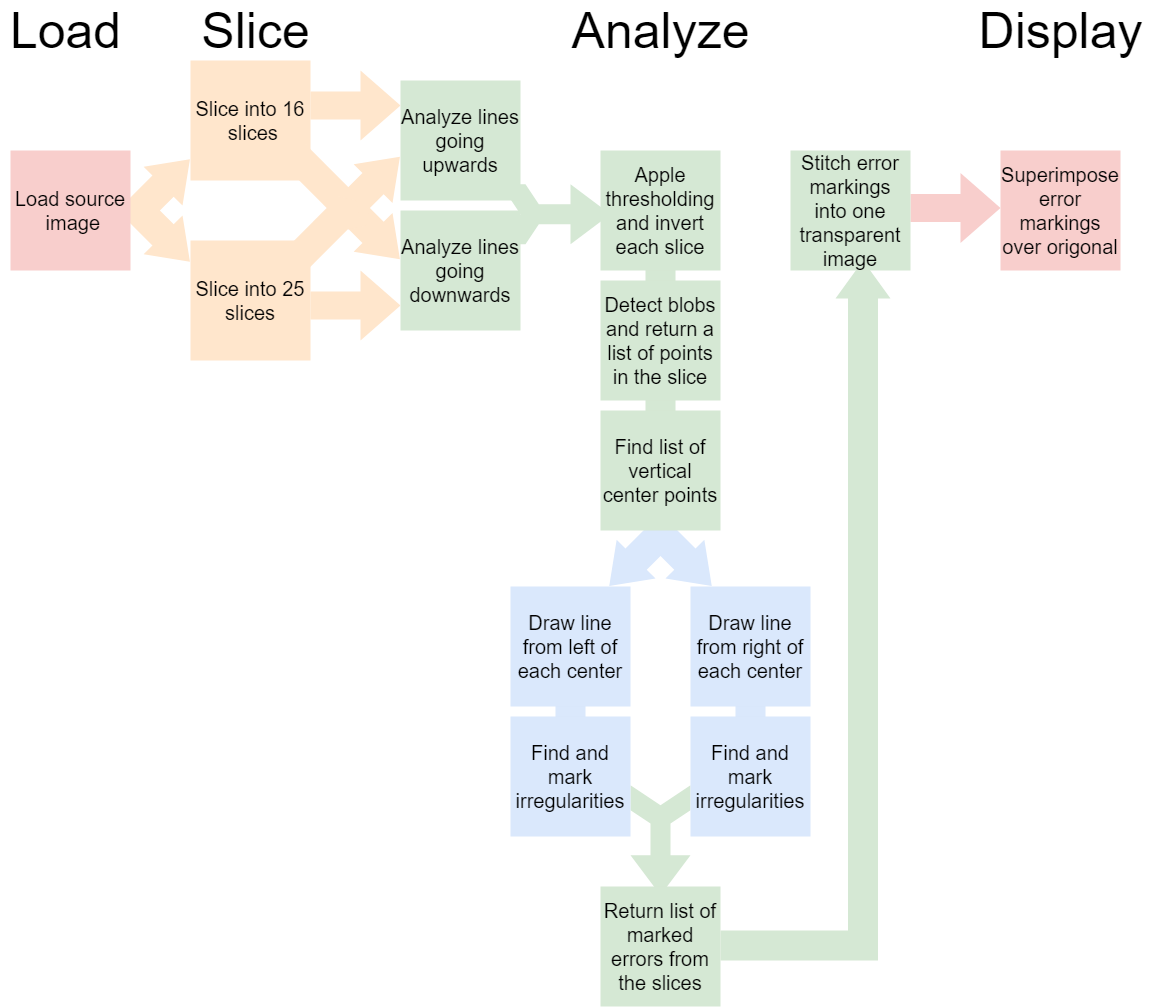 Load
Slice
Analyze
Display
Load source
image
Slice into 16
slices
Slice into 25
slices
Analyze lines
going
upwards
Analyze lines
going
downwards
Apple
thresholding
and invert
each slice
Detect blobs
and return a
list of points
in the slice
Find list of
vertical
center points
Draw line
from left of
each center
Draw line
from right of
each center
Find and
mark
irregularities
Find and
mark
irregularities
Return list of
marked
errors from
the slices
Stitch error
markings
into one
transparent
image
Superimpose
error
markings
over origonal